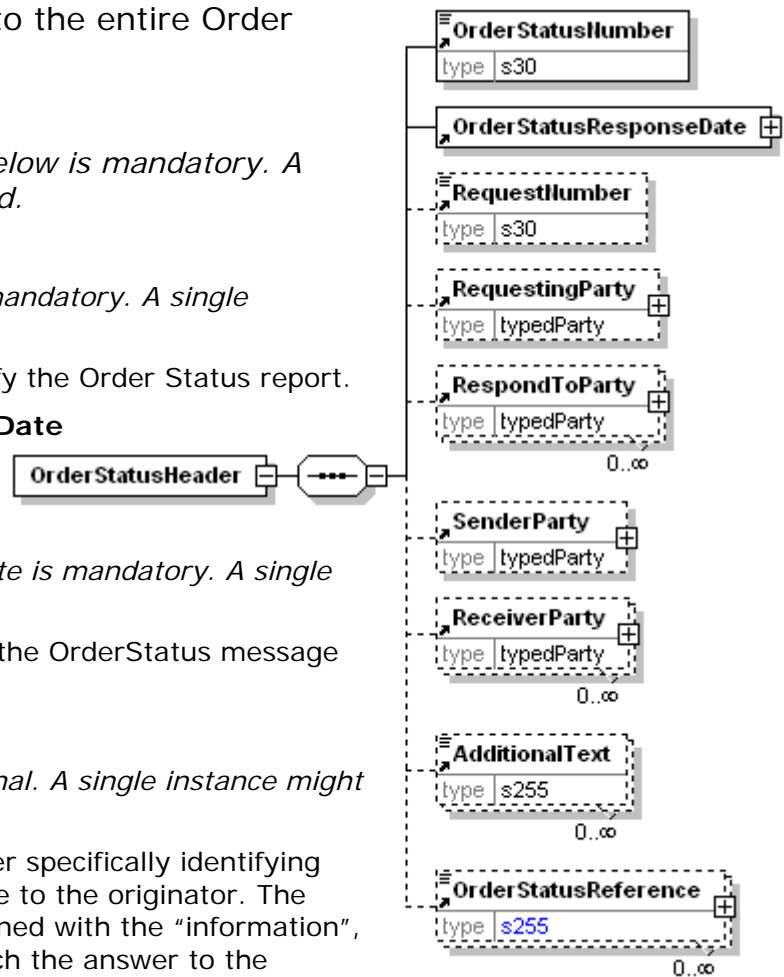 to the entire Order
elow is mandatory. A
d.
mandatory. A single
fy the Order Status report.
Date
te is mandatory. A single
the OrderStatus message
nal. A single instance might
er specifically identifying
e to the originator. The
ned with the “information”,
ch the answer to the
OrderStatusHeader
OrderStatusNumber
type s30
OrderStatusResponseDate
RequestNumber
type s30
RequestingParty
type typedParty
RespondToParty
type typedParty
0..∞
SenderParty
type typedParty
ReceiverParty
type typedParty
0..∞
AdditionalText
type s255
0..∞
OrderStatusReference
type s255
0..∞